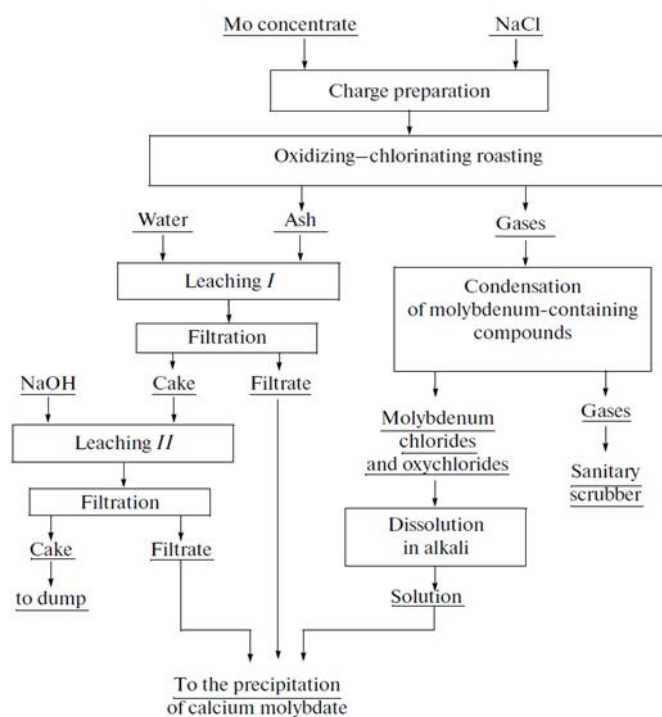 Mo concentrate
NaCl
Charge preparation
Oxidizing–chlorinating roasting
Water
Ash
Gases
Leaching I
Condensation
of molybdenum-containing
compounds
Filtration
NaOH
Cake
Filtrate
Leaching II
Molybdenum
chlorides
and oxychlorides
Gases
Sanitary
scrubber
Filtration
Dissolution
in alkali
Cake
Filtrate
to dump
Solution
To the precipitation
of calcium molybdate